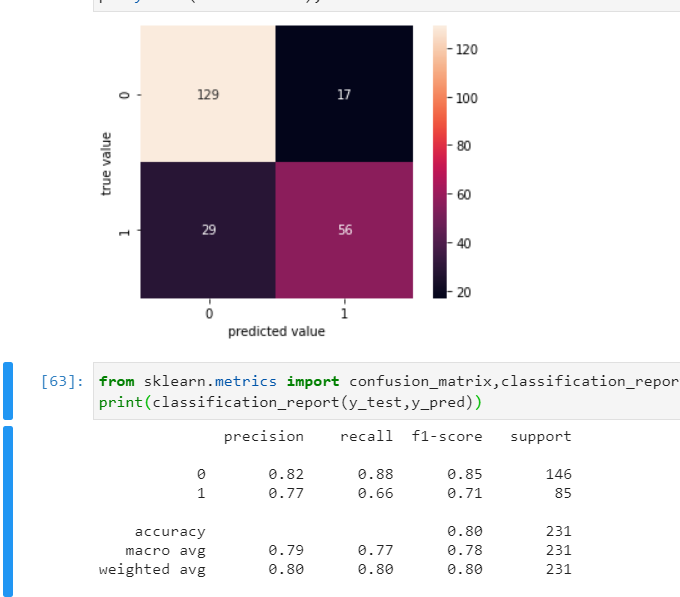 120
129
17
0
100
true value
80
60
29
56
1
40
20
0
1
predicted value
[63]:
from sklearn.metrics import confusion_matrix,classification_repor
print(classification_report(y_test,y_pred))
precision recall f1-score support
0 0.82 0.88 0.85 146
1 0.77 0.66 0.71 85
accuracy 0.80 231
macro avg 0.79 0.77 0.78 231
weighted avg 0.80 0.80 0.80 231